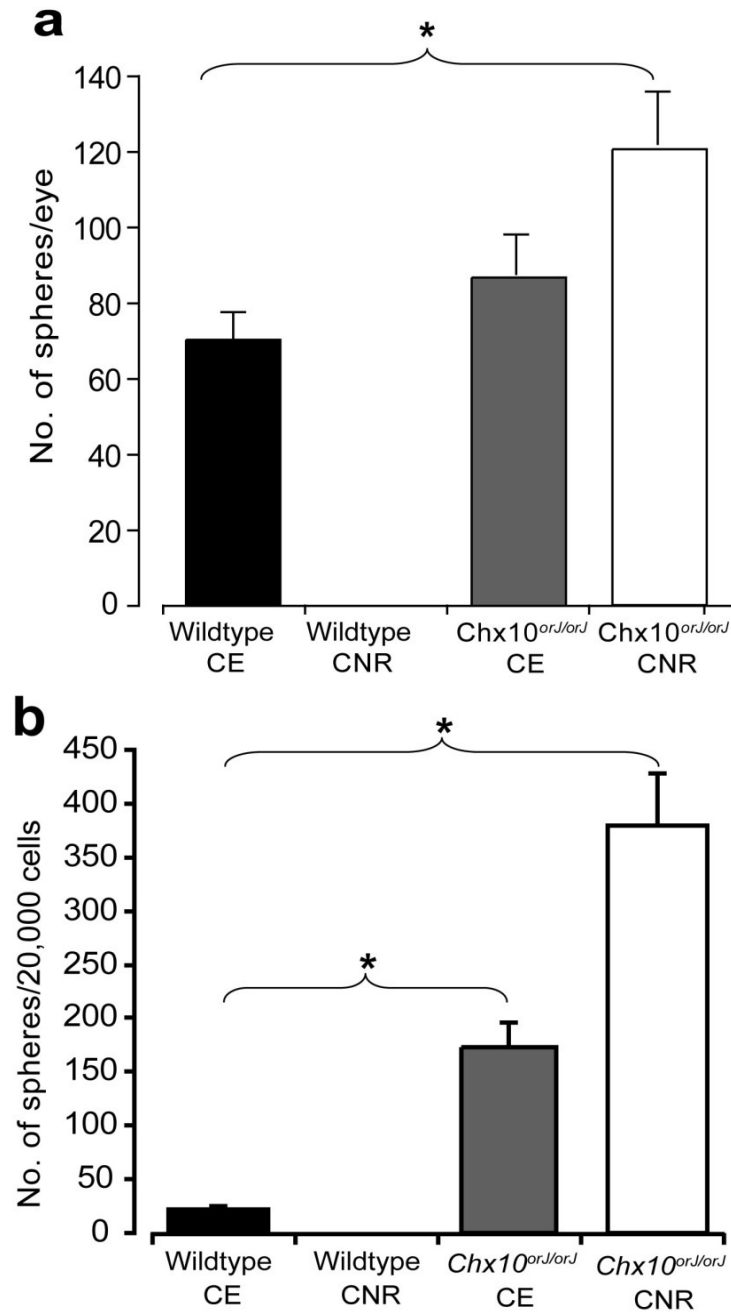 a
*
No. of spheres/eye
140
120
100
80
60
40
20
0
Wildtype CE
Wildtype CNR
Chx10orJ/orJ CE
Chx10orJ/orJ CNR
b
*
*
No. of spheres/20,000 cells
450
400
350
300
250
200
150
100
50
0
Wildtype CE
Wildtype CNR
Chx10orJ/orJ CE
Chx10orJ/orJ CNR